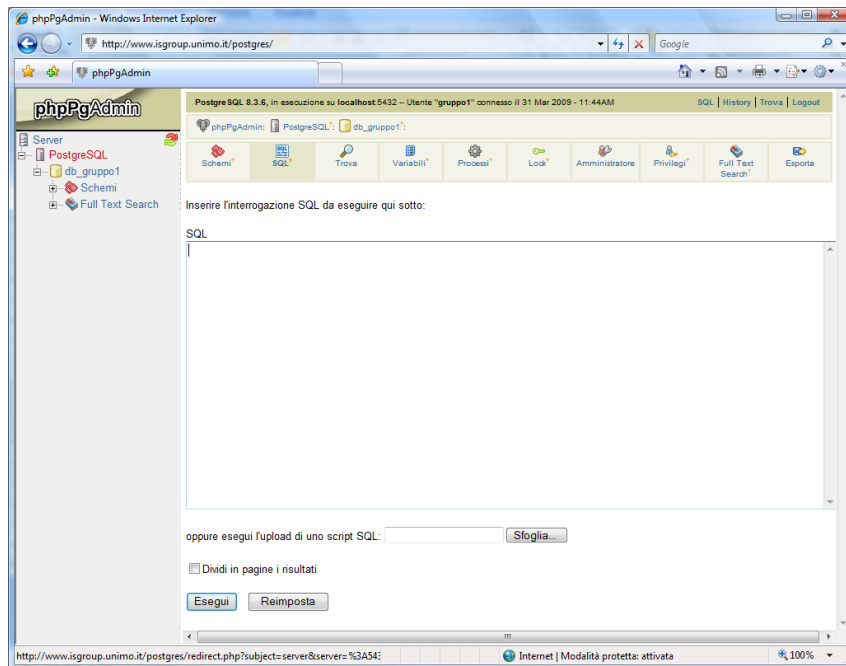 phpPgAdmin - Windows Internet Explorer
http://www.isgroup.unimo.it/postgres/
Google
phpPgAdmin
phpPgAdmin
PostgreSQL 8.3.6, in esecuzione su localhost:5432 -- Utente "gruppo1" connesso il 31 Mar 2009 - 11:44AM
SQL | History | Trova | Logout
phpPgAdmin: PostgreSQL?: db_gruppo1?:
Server
PostgreSQL
db_gruppo1
Schemi
Full Text Search
Schemi?
SQL?
Trova
Variabili?
Processi?
Lock?
Amministratore
Privilegi?
Full Text
Search?
Esporta
Inserire l'interrogazione SQL da eseguire qui sotto:
SQL
oppure esegui l'upload di uno script SQL:
Sfoglia...
Dividi in pagine i risultati
Esegui
Reimposta
http://www.isgroup.unimo.it/postgres/redirect.php?subject=server&server=%3A543
Internet | Modalità protetta: attivata
100%